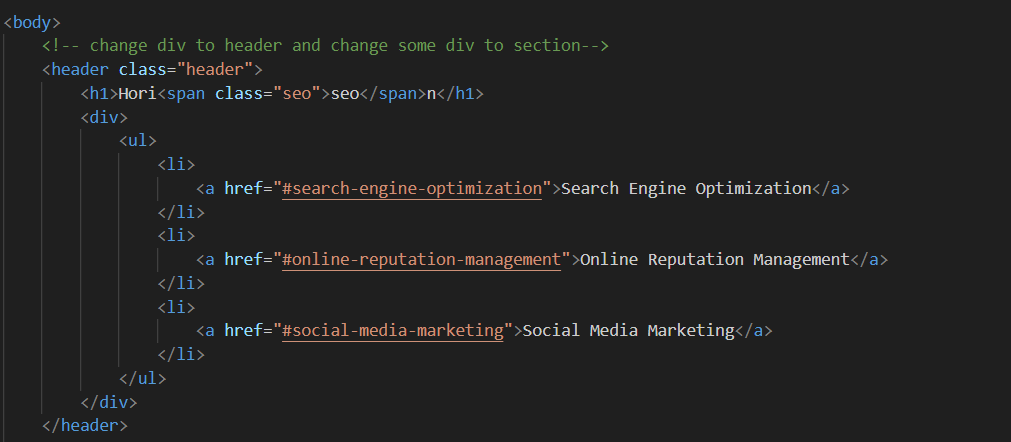 <body>
<!-- change div to header and change some div to section-->
<header class="header">
<h1>Hori<span class="seo">seo</span>n</h1>
<div>
<ul>
<li>
<a href="#search-engine-optimization">Search Engine Optimization</a>
</li>
<li>
<a href="#online-reputation-management">Online Reputation Management</a>
</li>
<li>
<a href="#social-media-marketing">Social Media Marketing</a>
</li>
</ul>
</div>
</header>